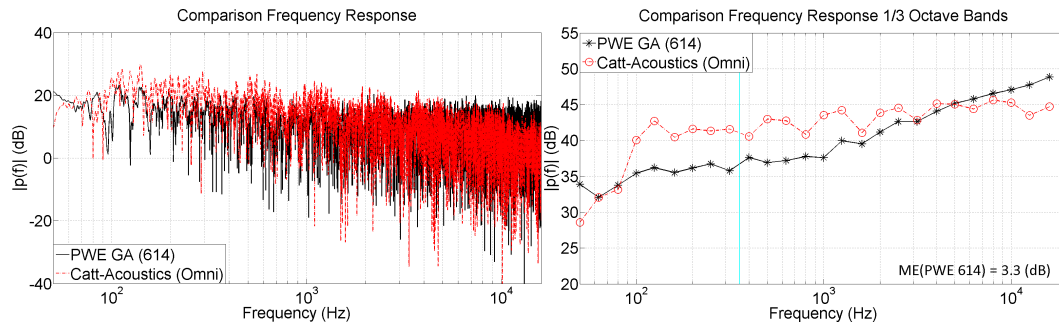 Comparison Frequency Response
40
20
0
-20
-40
|p(f)| (dB)
PWE GA (614)
Catt-Acoustics (Omni)
10²
10³
10⁴
Frequency (Hz)
Comparison Frequency Response 1/3 Octave Bands
55
50
45
40
35
30
25
20
|p(f)| (dB)
PWE GA (614)
Catt-Acoustics (Omni)
ME(PWE 614) = 3.3 (dB)
10²
10³
10⁴
Frequency (Hz)